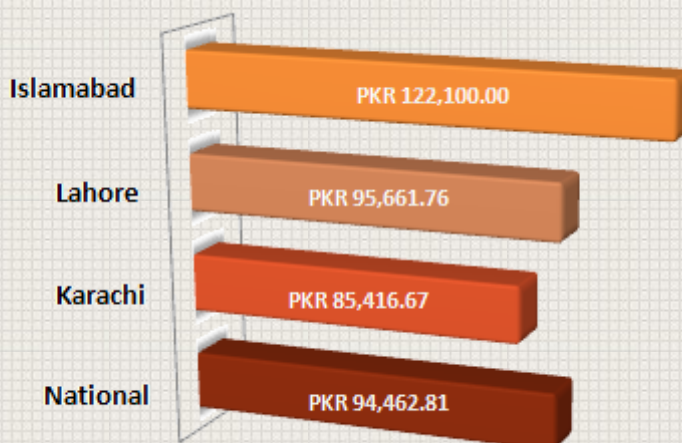 Islamabad PKR 122,100.00
Lahore PKR 95,661.76
Karachi PKR 85,416.67
National PKR 94,462.81